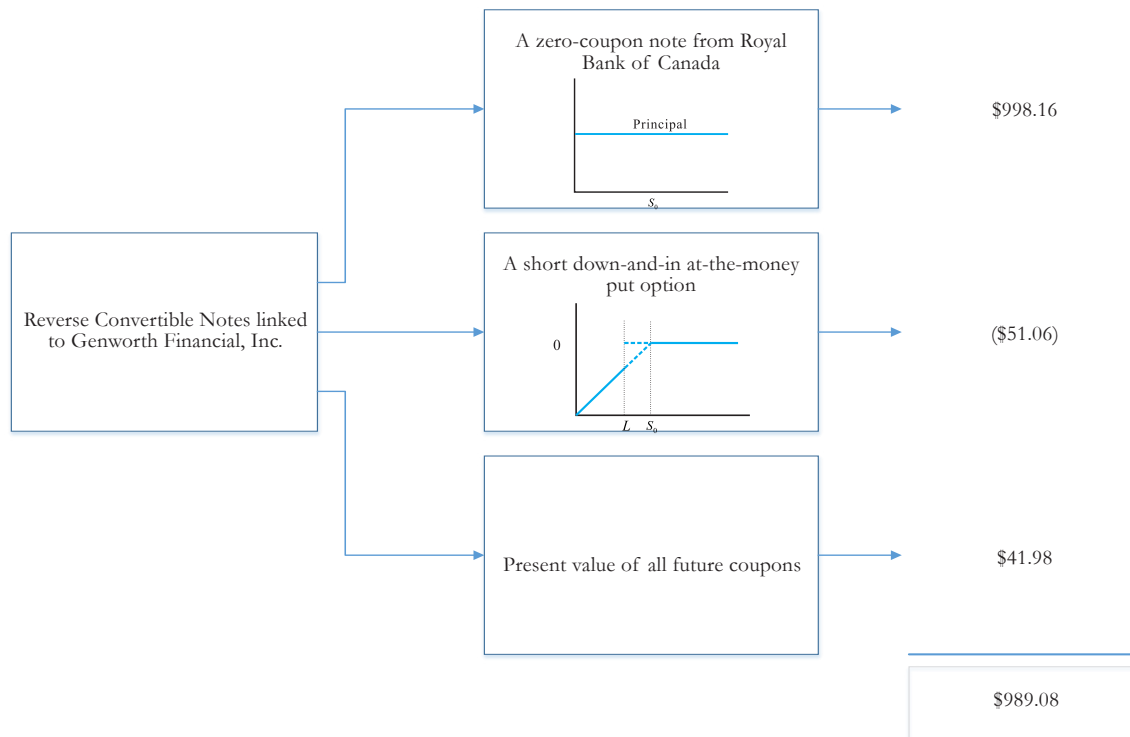 A zero-coupon note from Royal
Bank of Canada
Principal
S₀
$998.16
Reverse Convertible Notes linked
to Genworth Financial, Inc.
A short down-and-in at-the-money
put option
0
L S₀
($51.06)
Present value of all future coupons
$41.98
$989.08